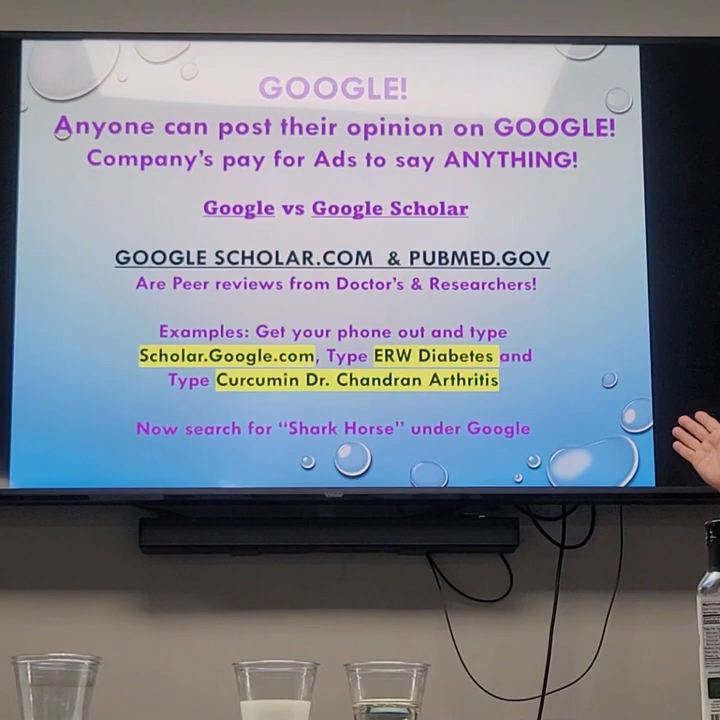 GOOGLE!
Anyone can post their opinion on GOOGLE!
Company's pay for Ads to say ANYTHING!
Google vs Google Scholar
GOOGLE SCHOLAR.COM & PUBMED.GOV
Are Peer reviews from Doctor's & Researchers!
Examples: Get your phone out and type
Scholar.Google.com, Type ERW Diabetes and
Type Curcumin Dr. Chandran Arthritis
Now search for “Shark Horse” under Google